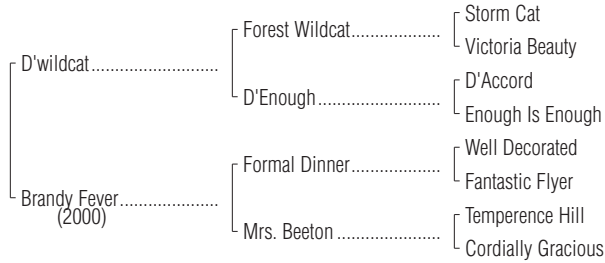 Storm Cat
Forest Wildcat....................
Victoria Beauty
D'wildcat.............................
D'Accord
D'Enough...........................
Enough Is Enough
Well Decorated
Formal Dinner....................
Fantastic Flyer
Brandy Fever......................
(2000)
Temperence Hill
Mrs. Beeton .......................
Cordially Gracious